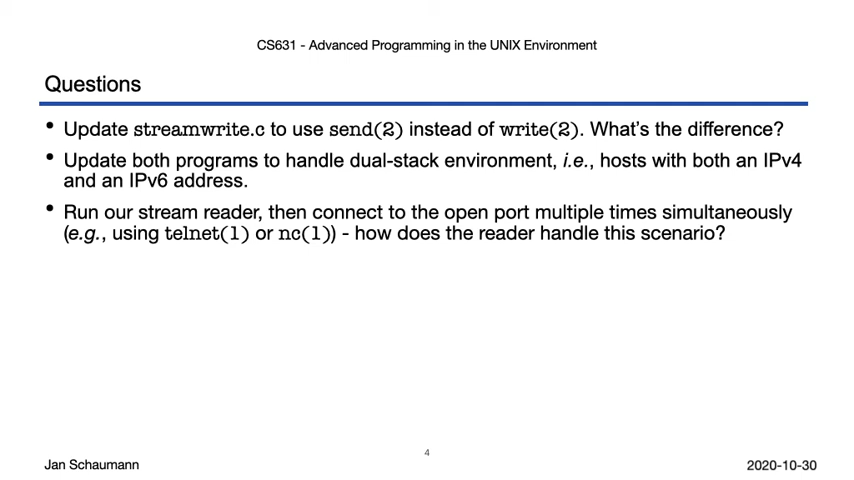 CS631 - Advanced Programming in the UNIX Environment
Questions
• Update streamwrite.c to use send(2) instead of write(2). What's the difference?
• Update both programs to handle dual-stack environment, i.e., hosts with both an IPv4
and an IPv6 address.
• Run our stream reader, then connect to the open port multiple times simultaneously
(e.g., using telnet(1) or nc(1)) - how does the reader handle this scenario?
4
Jan Schaumann
2020-10-30